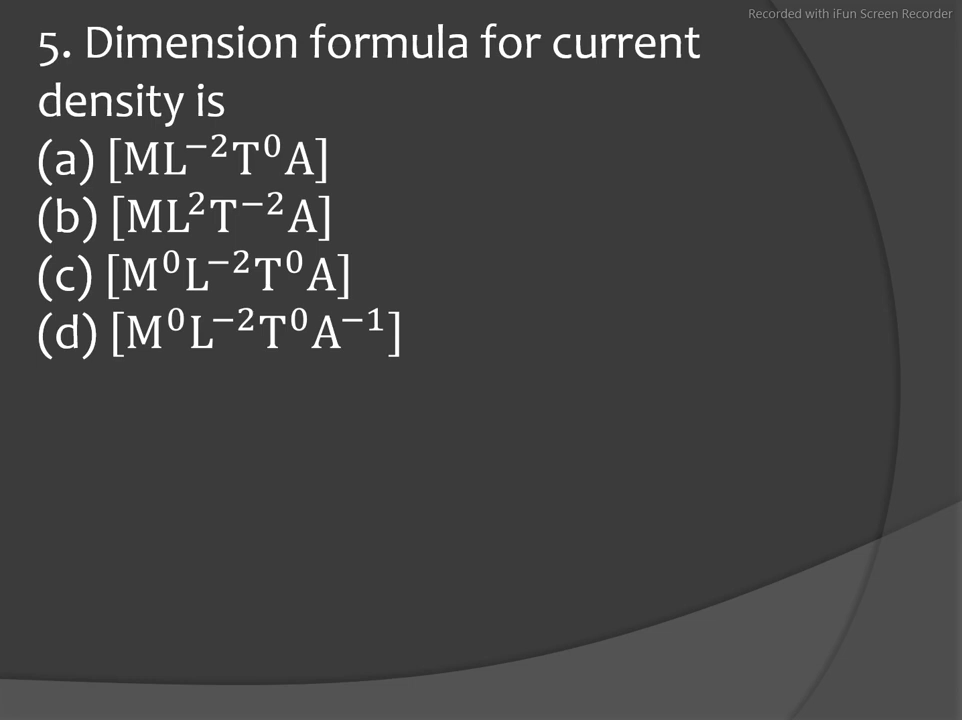 Recorded with iFun Screen Recorder
5. Dimension formula for current
density is
(a) [ML⁻²T⁰A]
(b) [ML²T⁻²A]
(c) [M⁰L⁻²T⁰A]
(d) [M⁰L⁻²T⁰A⁻¹]